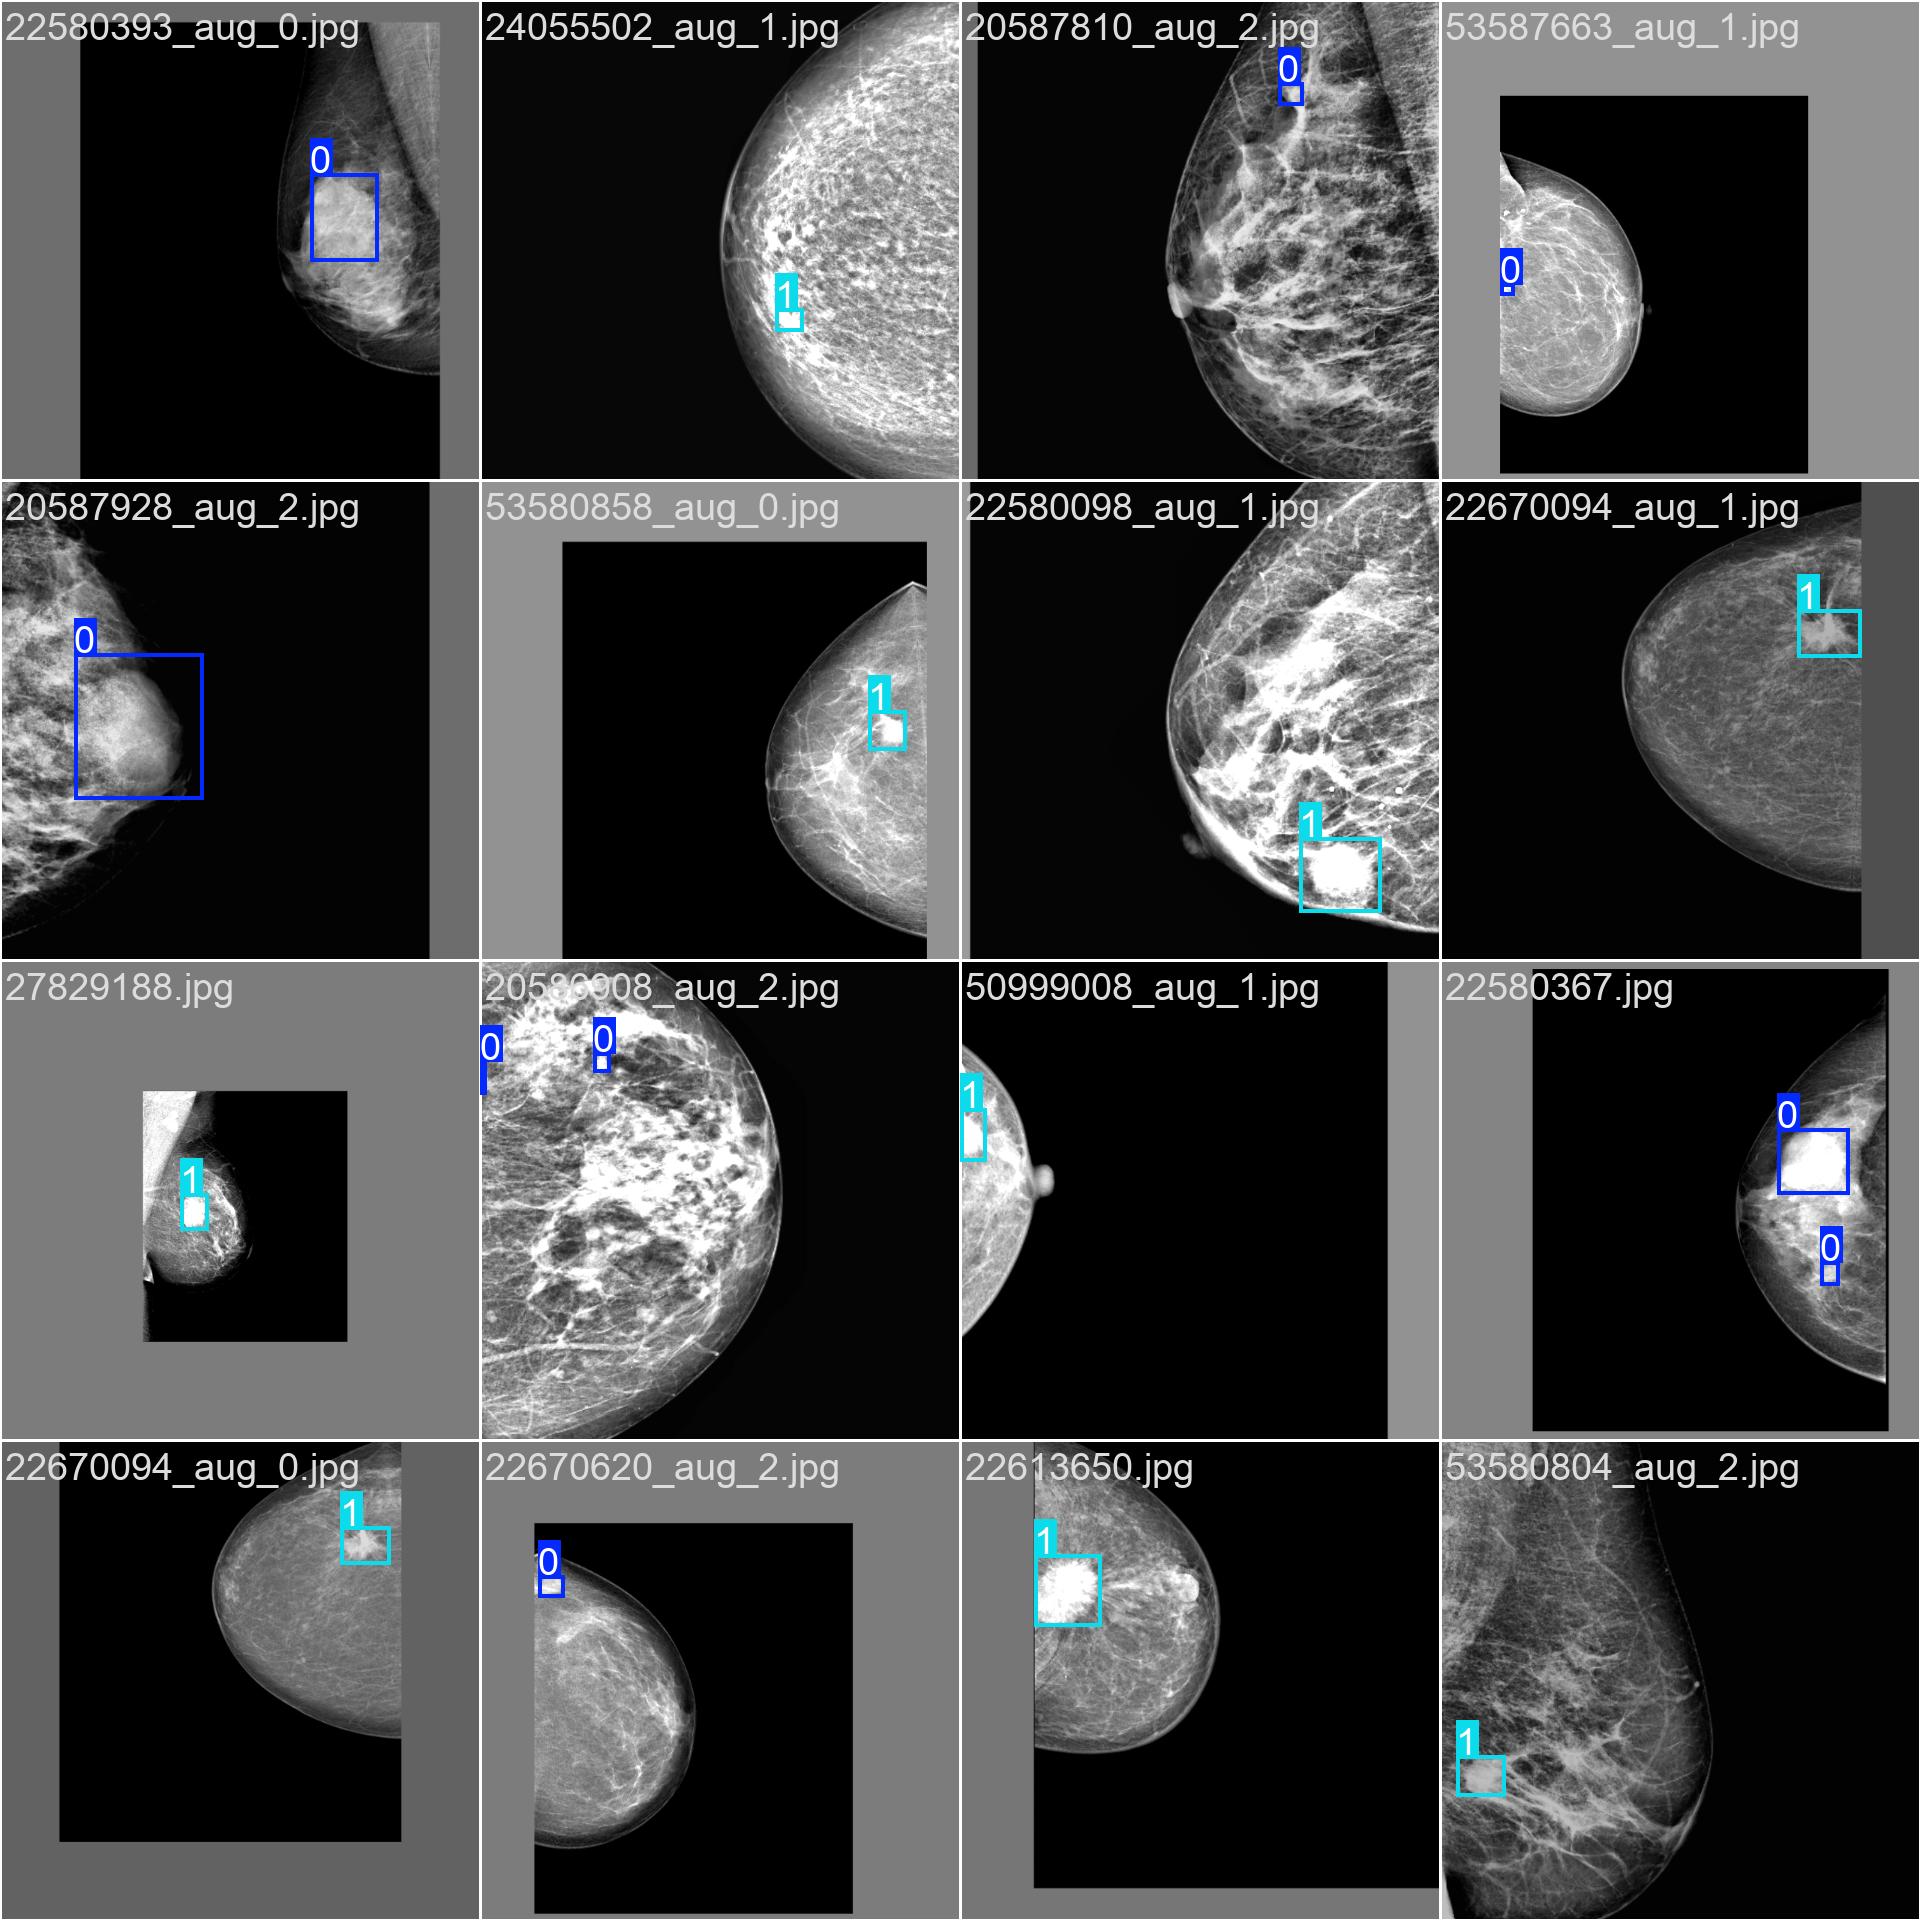 22580393_aug_0.jpg
0
24055502_aug_1.jpg
1
20587810_aug_2.jpg
0
53587663_aug_1.jpg
0
20587928_aug_2.jpg
0
53580858_aug_0.jpg
1
22580098_aug_1.jpg
1
22670094_aug_1.jpg
1
27829188.jpg
1
20586908_aug_2.jpg
0
0
50999008_aug_1.jpg
1
22580367.jpg
0
0
22670094_aug_0.jpg
1
22670620_aug_2.jpg
0
22613650.jpg
1
53580804_aug_2.jpg
1